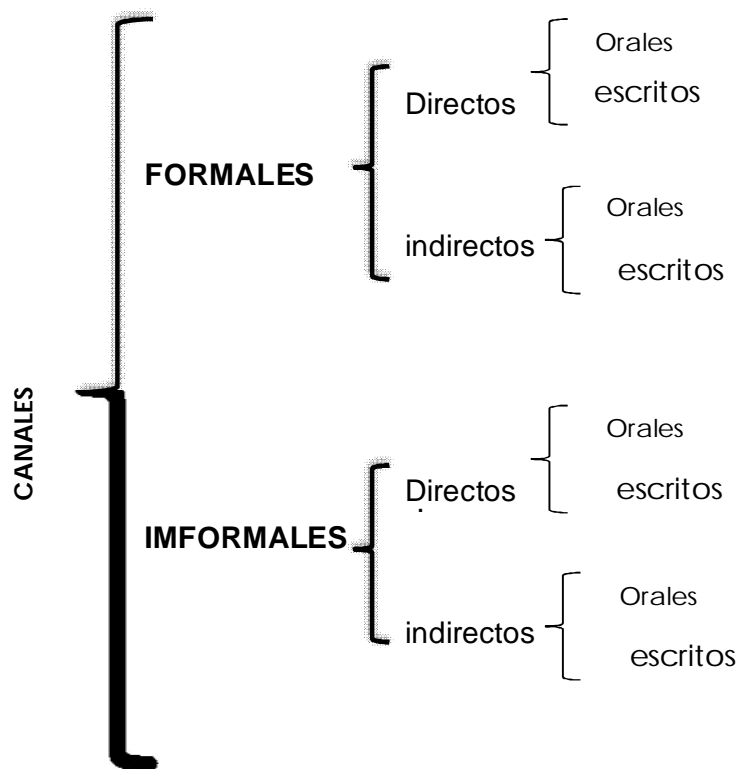 CANALES
FORMALES
Directos
Orales
escritos
indirectos
Orales
escritos
IMFORMALES
Directos
Orales
escritos
indirectos
Orales
escritos